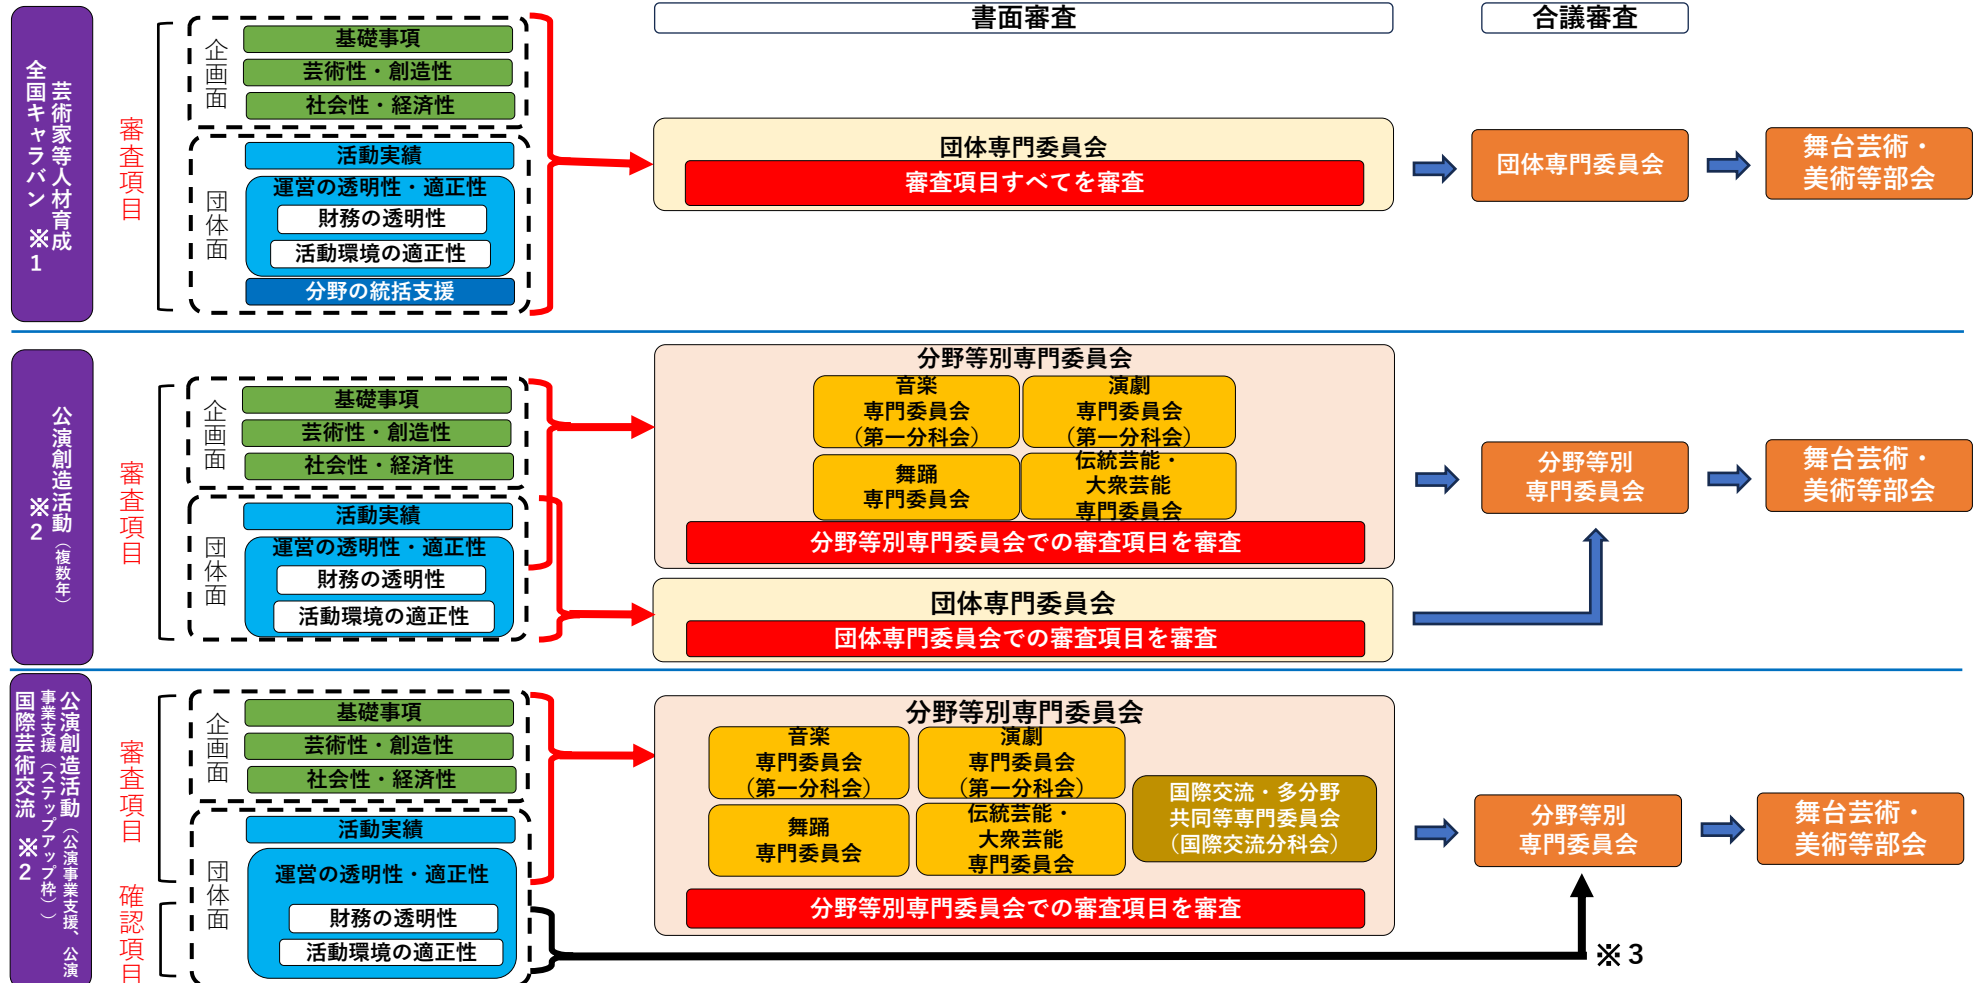 書面審査
合議審査
芸術家等人材育成
全国キャラバン ※1
審査項目
企画面
基礎事項
芸術性・創造性
社会性・経済性
団体面
活動実績
運営の透明性・適正性
財務の透明性
活動環境の適正性
分野の統括支援
団体専門委員会
審査項目すべてを審査
団体専門委員会
舞台芸術・
美術等部会
公演創造活動（複数年）
※2
審査項目
企画面
基礎事項
芸術性・創造性
社会性・経済性
団体面
活動実績
運営の透明性・適正性
財務の透明性
活動環境の適正性
分野等別専門委員会
音楽
専門委員会
（第一分科会）
演劇
専門委員会
（第一分科会）
舞踊
専門委員会
伝統芸能・
大衆芸能
専門委員会
分野等別専門委員会での審査項目を審査
団体専門委員会
団体専門委員会での審査項目を審査
分野等別
専門委員会
舞台芸術・
美術等部会
公演創造活動（公演事業支援、公演
事業支援（ステップアップ枠））
国際芸術交流 ※2
審査項目
確認項目
企画面
基礎事項
芸術性・創造性
社会性・経済性
団体面
活動実績
運営の透明性・適正性
財務の透明性
活動環境の適正性
分野等別専門委員会
音楽
専門委員会
（第一分科会）
演劇
専門委員会
（第一分科会）
舞踊
専門委員会
伝統芸能・
大衆芸能
専門委員会
国際交流・多分野
共同等専門委員会
（国際交流分科会）
分野等別専門委員会での審査項目を審査
分野等別
専門委員会
舞台芸術・
美術等部会
※3